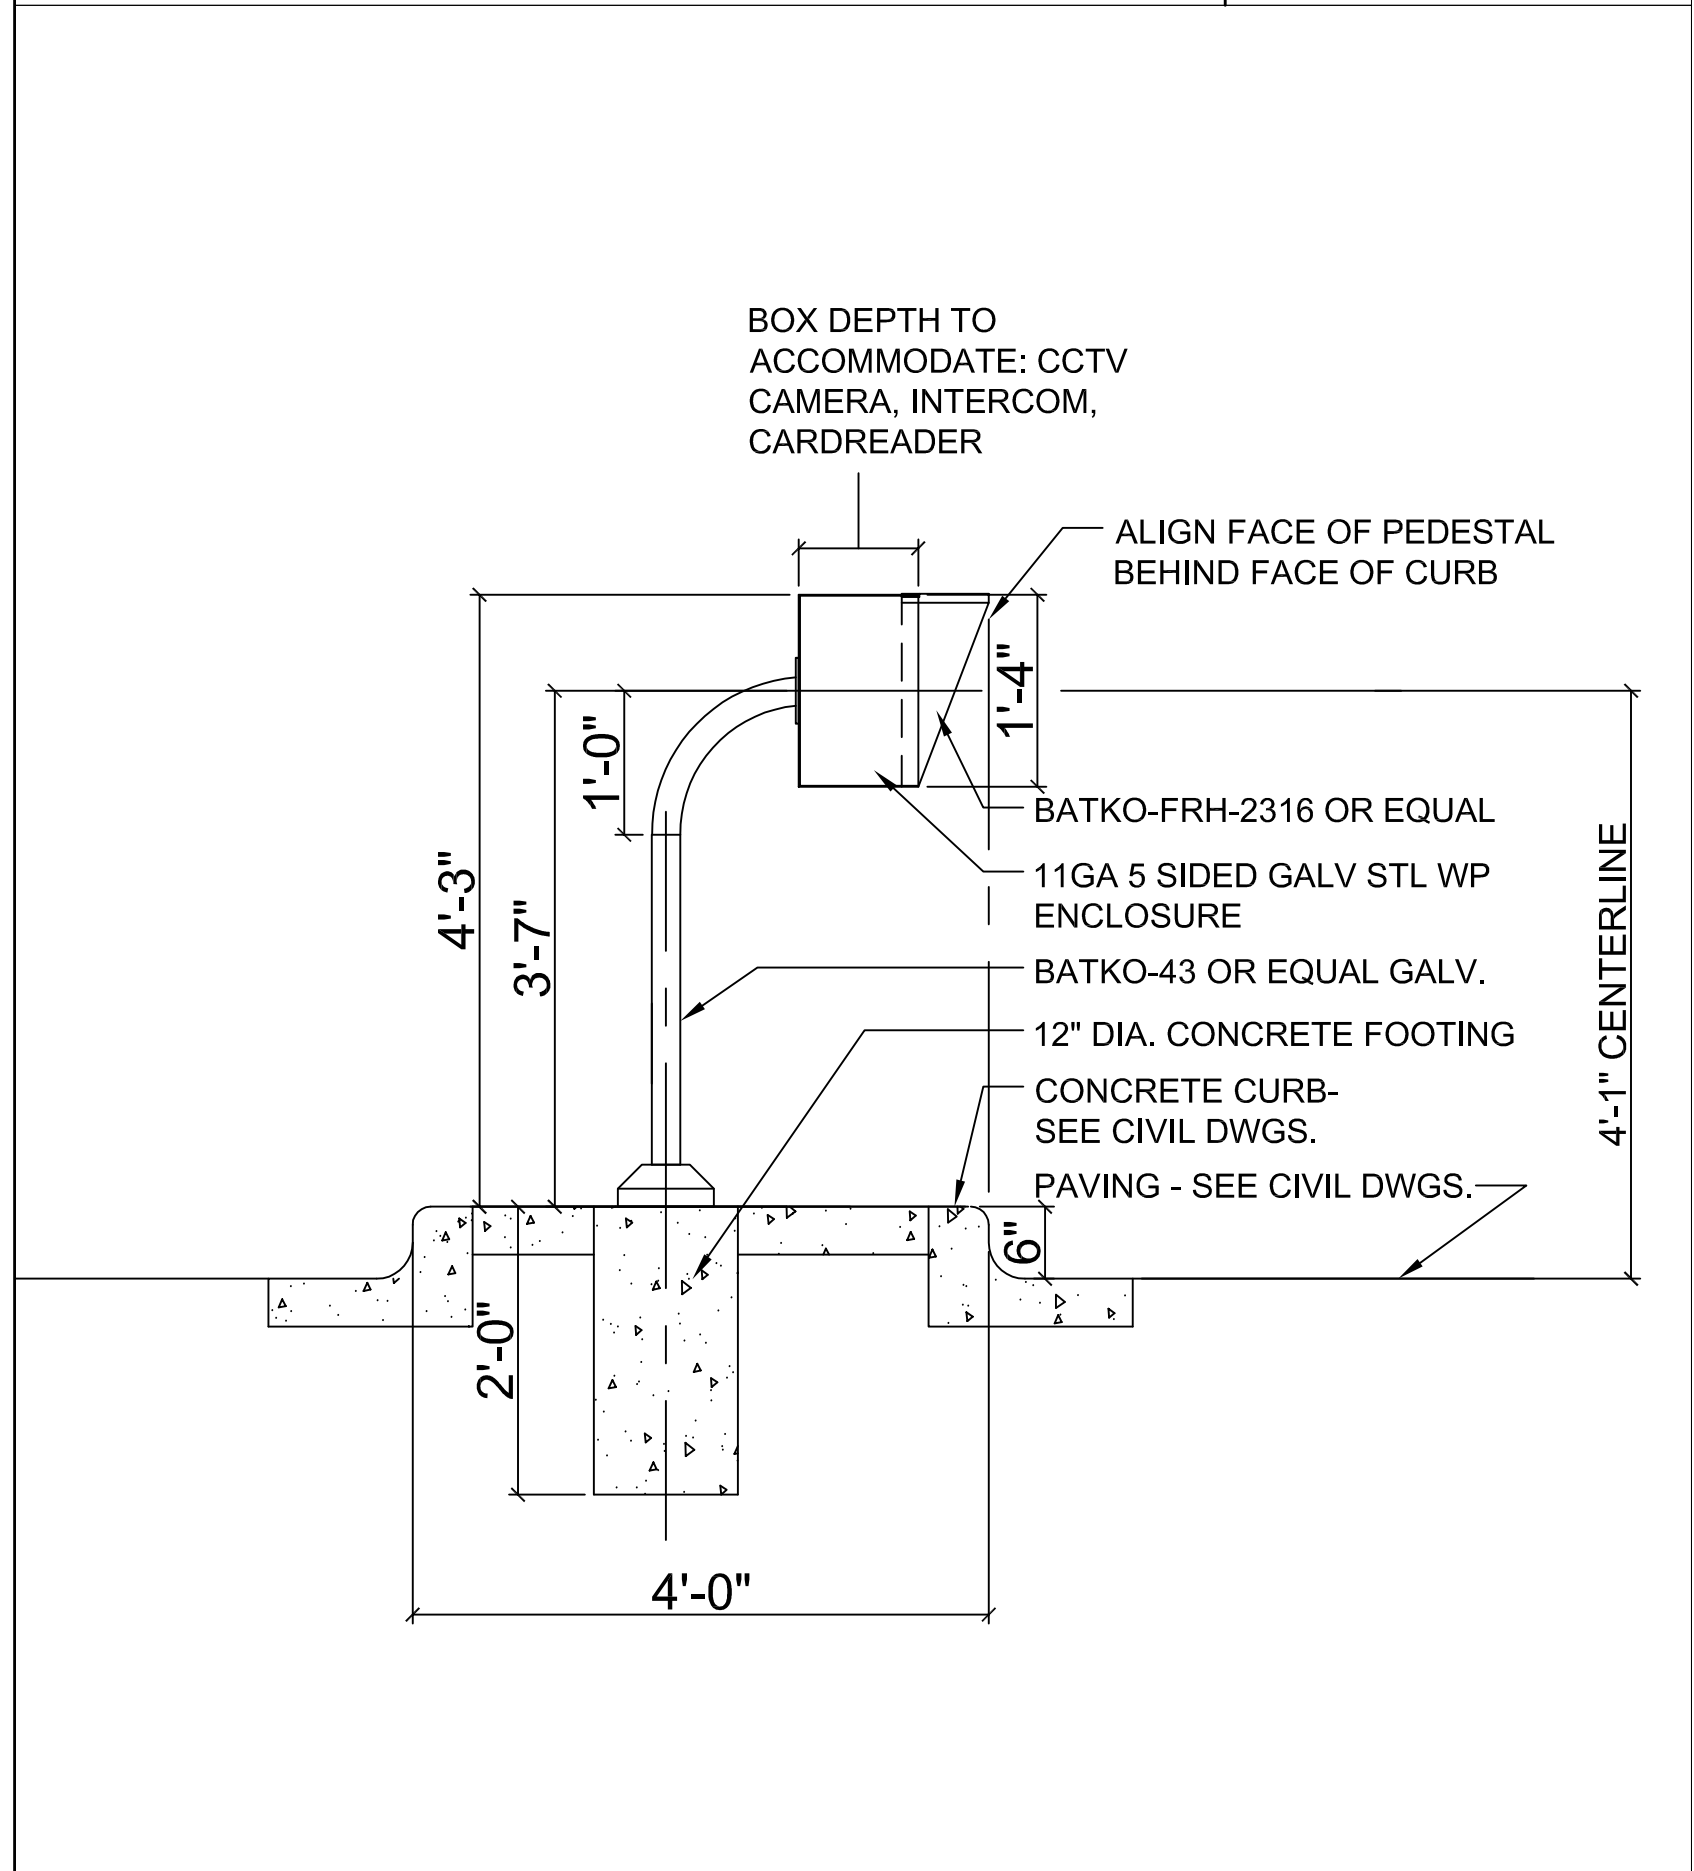 BOX DEPTH TO
ACCOMMODATE: CCTV
CAMERA, INTERCOM,
CARDREADER
ALIGN FACE OF PEDESTAL
BEHIND FACE OF CURB
1'-4"
1'-0"
BATKO-FRH-2316 OR EQUAL
11GA 5 SIDED GALV STL WP
ENCLOSURE
4'-3"
3'-7"
4'-1" CENTERLINE
BATKO-43 OR EQUAL GALV.
12" DIA. CONCRETE FOOTING
CONCRETE CURB-
SEE CIVIL DWGS.
PAVING - SEE CIVIL DWGS.
6"
2'-0"
4'-0"